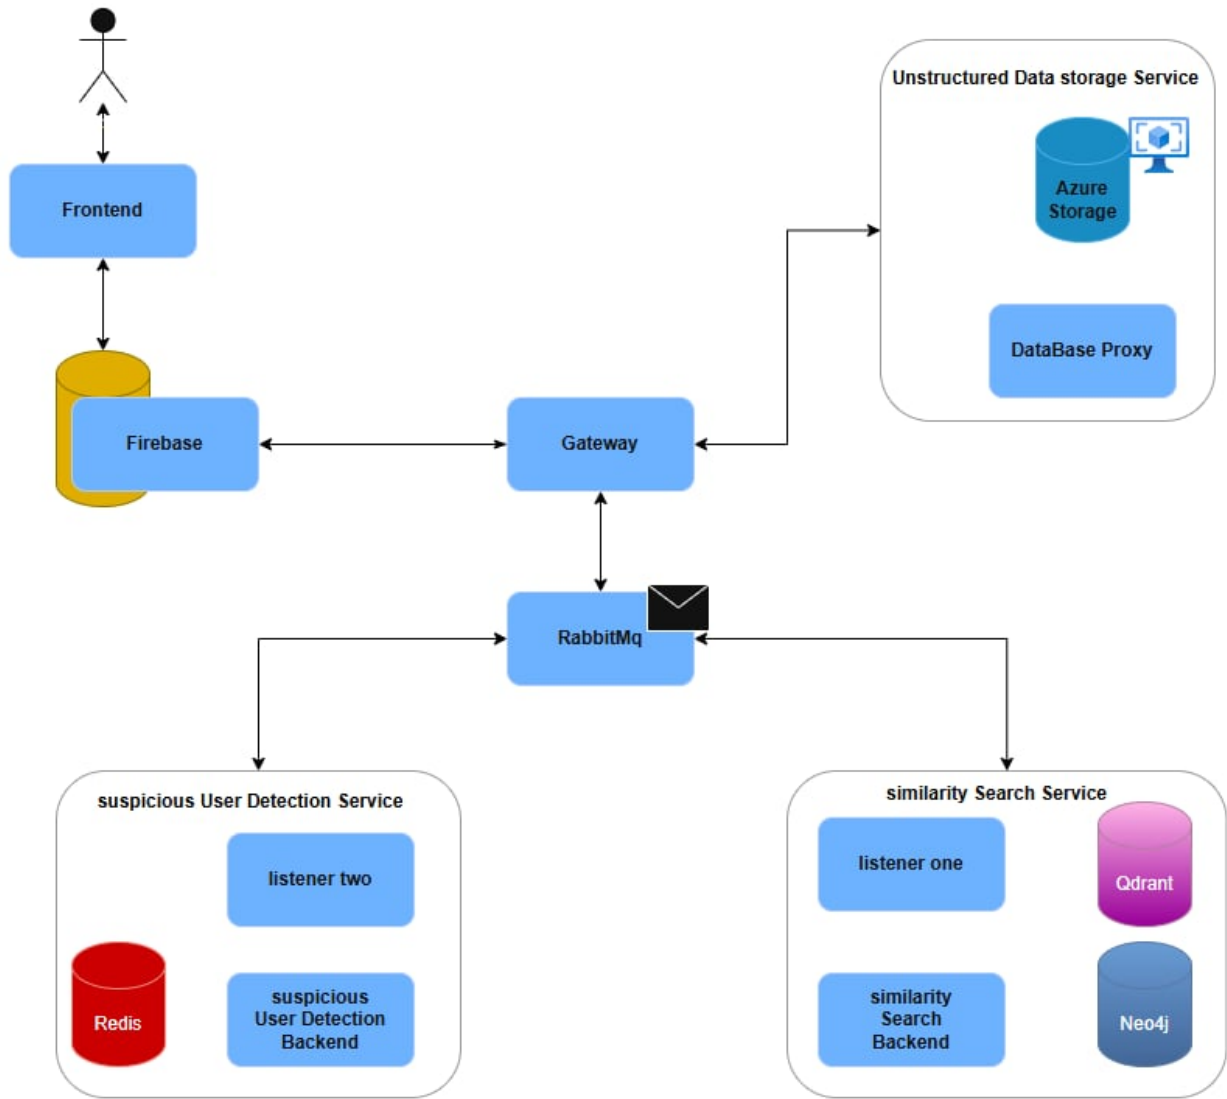 Unstructured Data storage Service
Azure
Storage
Frontend
DataBase Proxy
Firebase
Gateway
RabbitMq
suspicious User Detection Service
listener two
Redis
suspicious
User Detection
Backend
similarity Search Service
listener one
Qdrant
similarity
Search
Backend
Neo4j